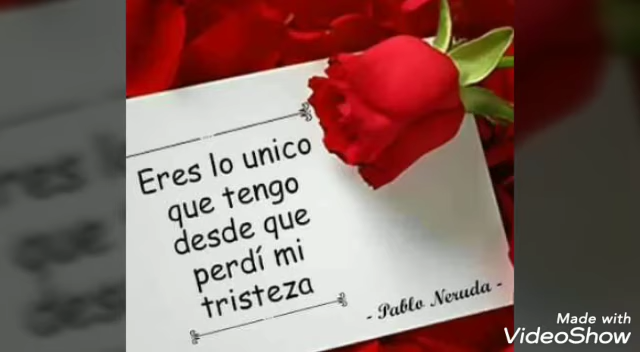 Eres lo unico
que tengo
desde que
perdí mi
tristeza
- Pablo Neruda -
Made with
VideoShow